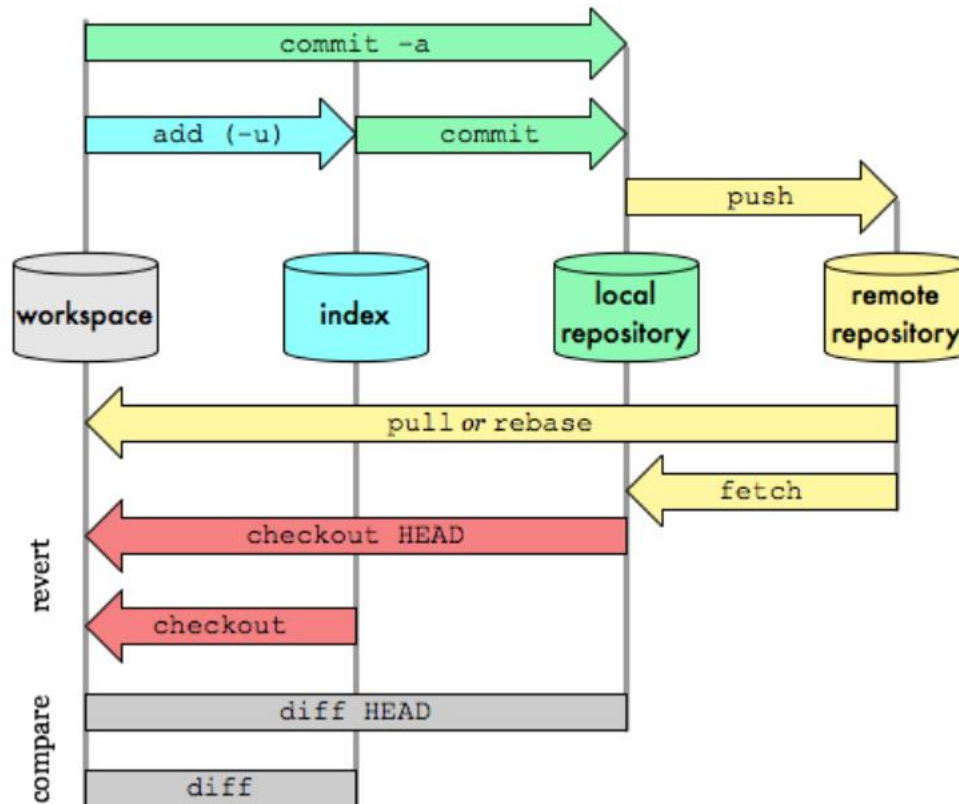 commit -a
add (-u)
commit
push
workspace
index
local
repository
remote
repository
pull or rebase
fetch
revert
checkout HEAD
checkout
compare
diff HEAD
diff